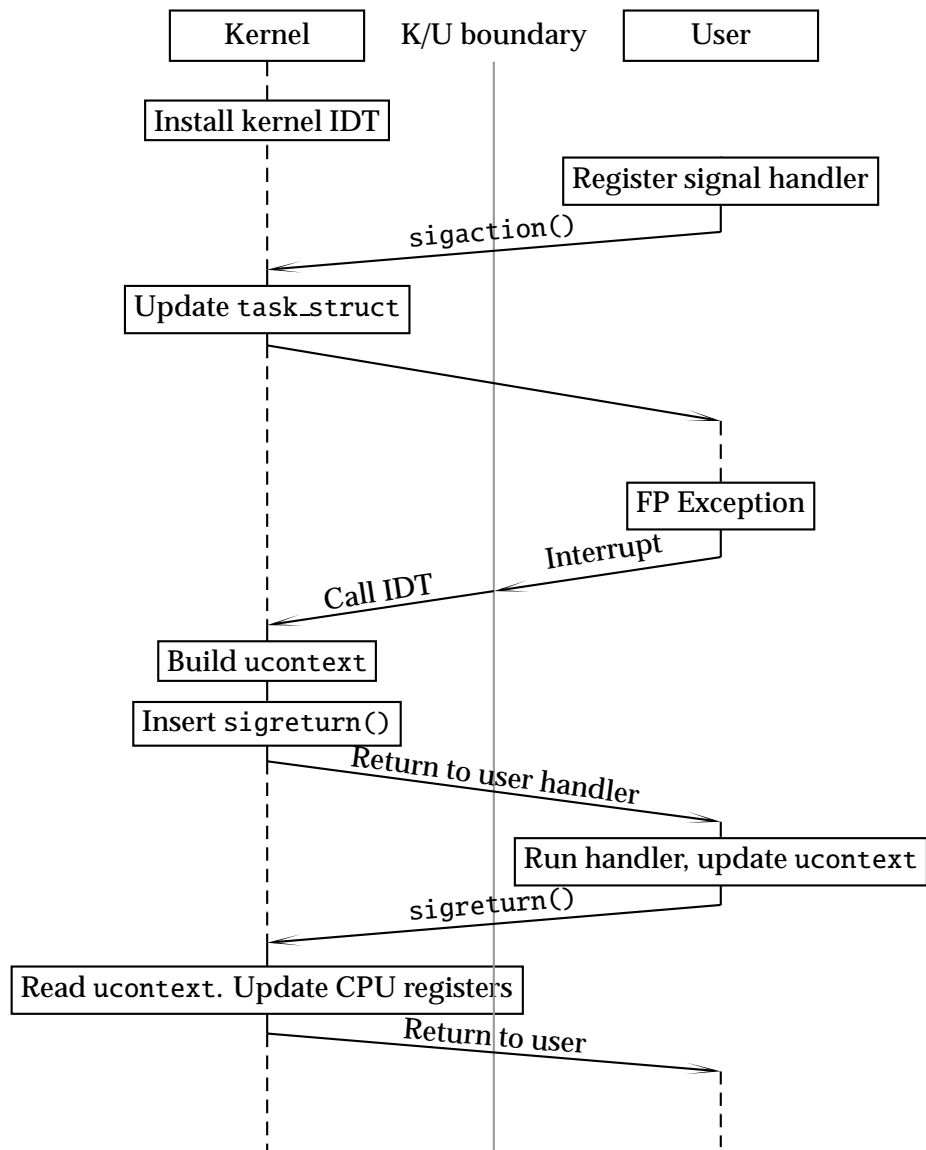 Kernel
K/U boundary
User
Install kernel IDT
Register signal handler
sigaction()
Update task_struct
FP Exception
Interrupt
Call IDT
Build ucontext
Insert sigreturn()
Return to user handler
Run handler, update ucontext
sigreturn()
Read ucontext. Update CPU registers
Return to user